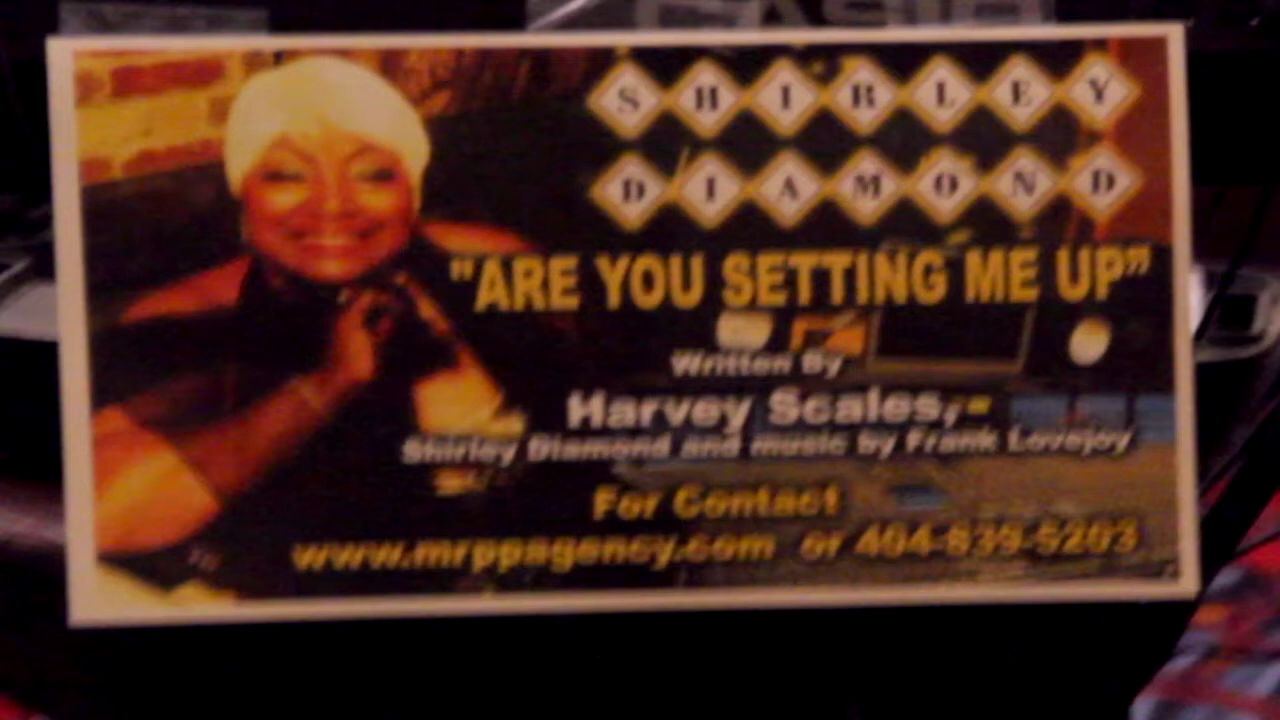 CASIO
SHIRLEY
DIAMOND
"ARE YOU SETTING ME UP"
Written By
Harvey Scales,
Shirley Diamond and music by Frank Lovejoy
For Contact
www.mrppagency.com or 404-839-5203